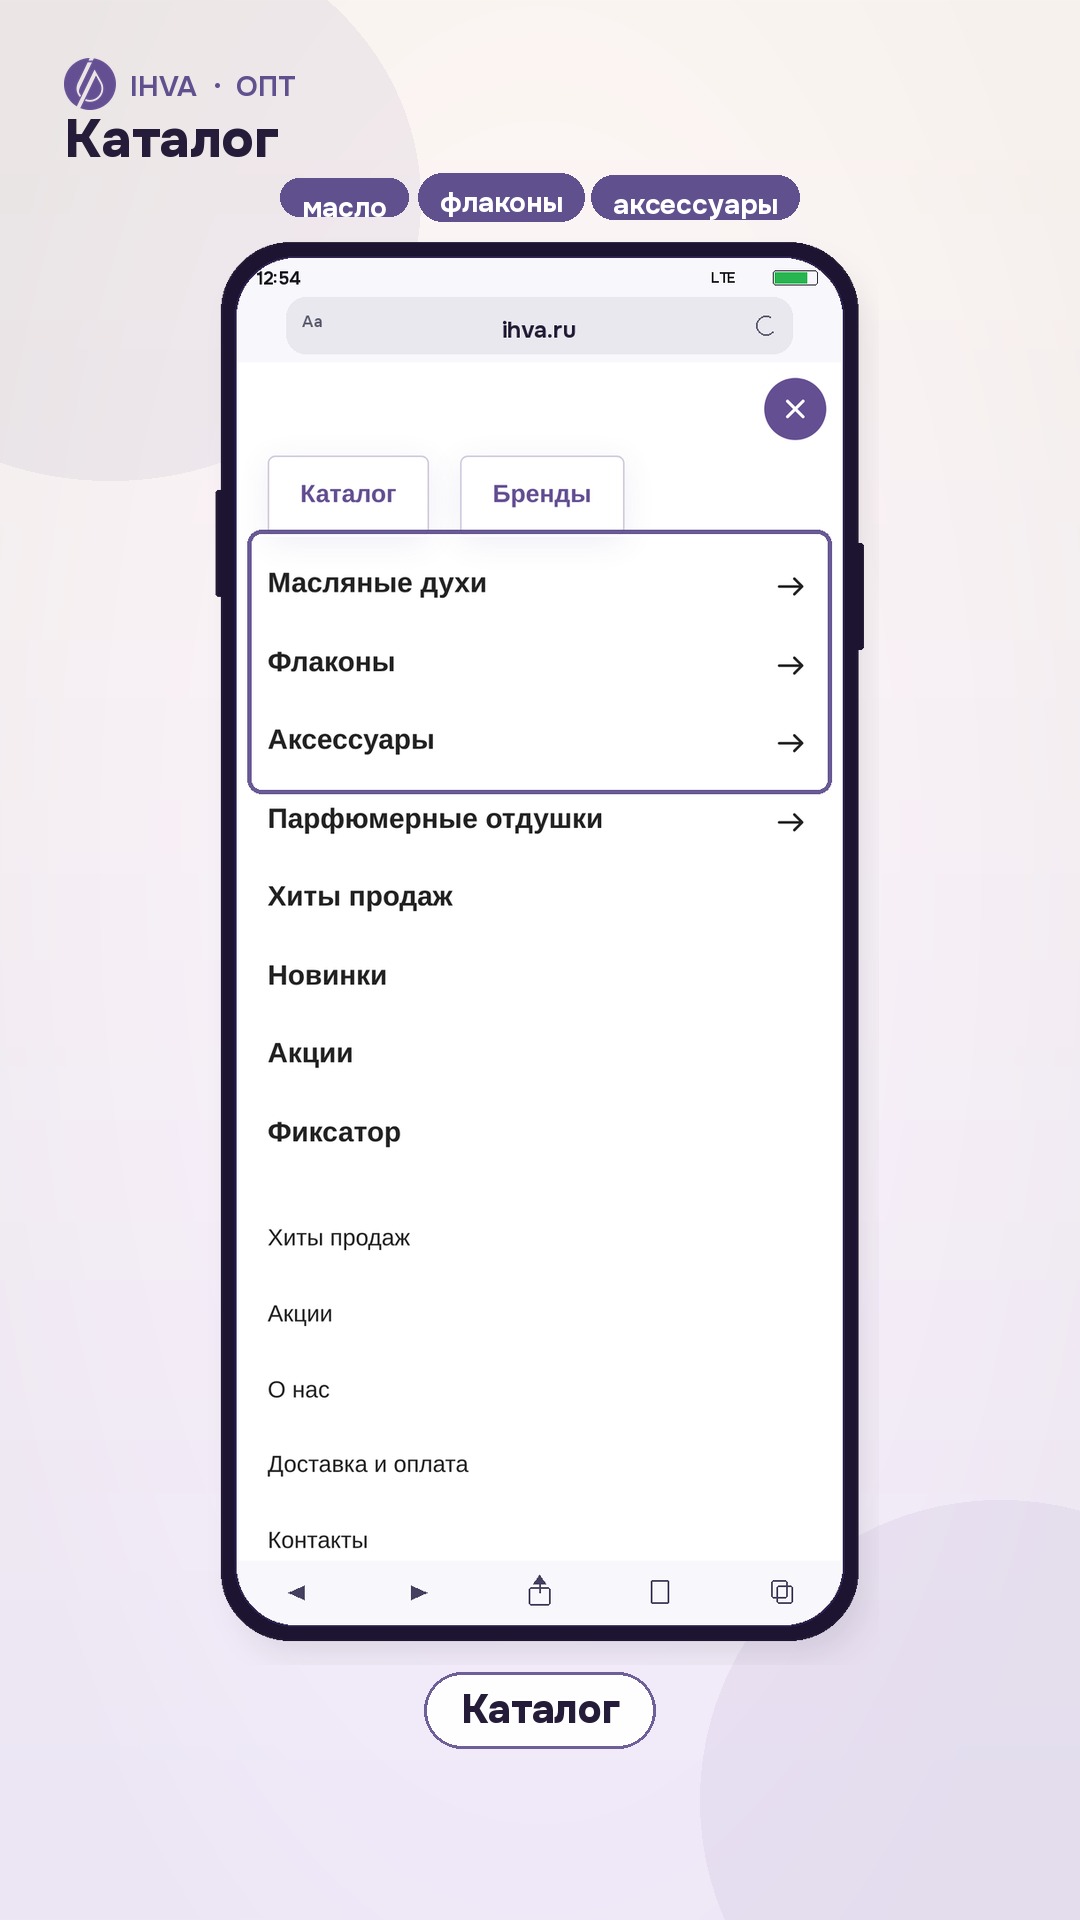 IHVA · ОПТ
Каталог
масло флаконы аксессуары
12:54 LTE
Aa ihva.ru
Каталог Бренды
Масляные духи
Флаконы
Аксессуары
Парфюмерные отдушки
Хиты продаж
Новинки
Акции
Фиксатор
Хиты продаж
Акции
О нас
Доставка и оплата
Контакты
Каталог